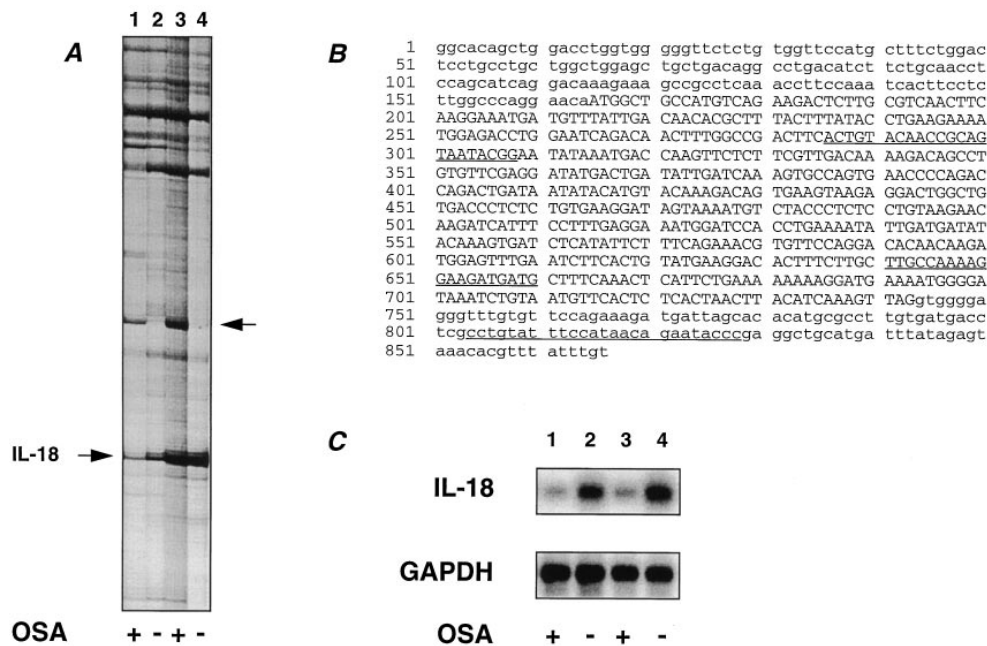 A
1 2 3 4
IL-18
OSA + - + -
B
1 ggcacagctg gacctggtgg gggttctctg tggttccatg ctttctggac
51 tcctgcctgc tggctggagc tgctgacagg cctgacatct tctgcaacct
101 ccagcatcag gacaaagaaa gccgcctcaa accttccaaa tcacttcctc
151 ttggcccagg aacaATGGCT GCCATGTCAG AAGACTCTTG CGTCAACTTC
201 AAGGAAATGA TGTTTATTGA CAACACGCTT TACTTTATAC CTGAAGAAAA
251 TGGAGACCTG GAATCAGACA ACTTTGGCCG ACTTCACTGT ACAACCGCAG
301 TAATACGGAA TATAAATGAC CAAGTTCTCT TCGTTGACAA AAGACAGCCT
351 GTGTTCGAGG ATATGACTGA TATTGATCAA AGTGCCAGTG AACCCCAGAC
401 CAGACTGATA ATATACATGT ACAAAGACAG TGAAGTAAGA GGACTGGCTG
451 TGACCCTCTC TGTGAAGGAT AGTAAAATGT CTACCCTCTC CTGTAAGAAC
501 AAGATCATTT CCTTTGAGGA AATGGATCCA CCTGAAAATA TTGATGATAT
551 ACAAAGTGAT CTCATATTCT TTCAGAAACG TGTTCCAGGA CACAACAAGA
601 TGGAGTTTGA ATCTTCACTG TATGAAGGAC ACTTTCTTGC TTGCCAAAAG
651 GAAGATGATG CTTTCAAACT CATTCTGAAA AAAAAGGATG AAAATGGGGA
701 TAAATCTGTA ATGTTCACTC TCACTAACTT ACATCAAAGT TAGgtgggga
751 gggtttgtgt tccagaaaga tgattagcac acatgcgcct tgtgatgacc
801 tcgcctgtat ttccataaca gaatacccga ggctgcatga tttatagagt
851 aaacacgttt atttgt
C
1 2 3 4
IL-18
GAPDH
OSA + - + -